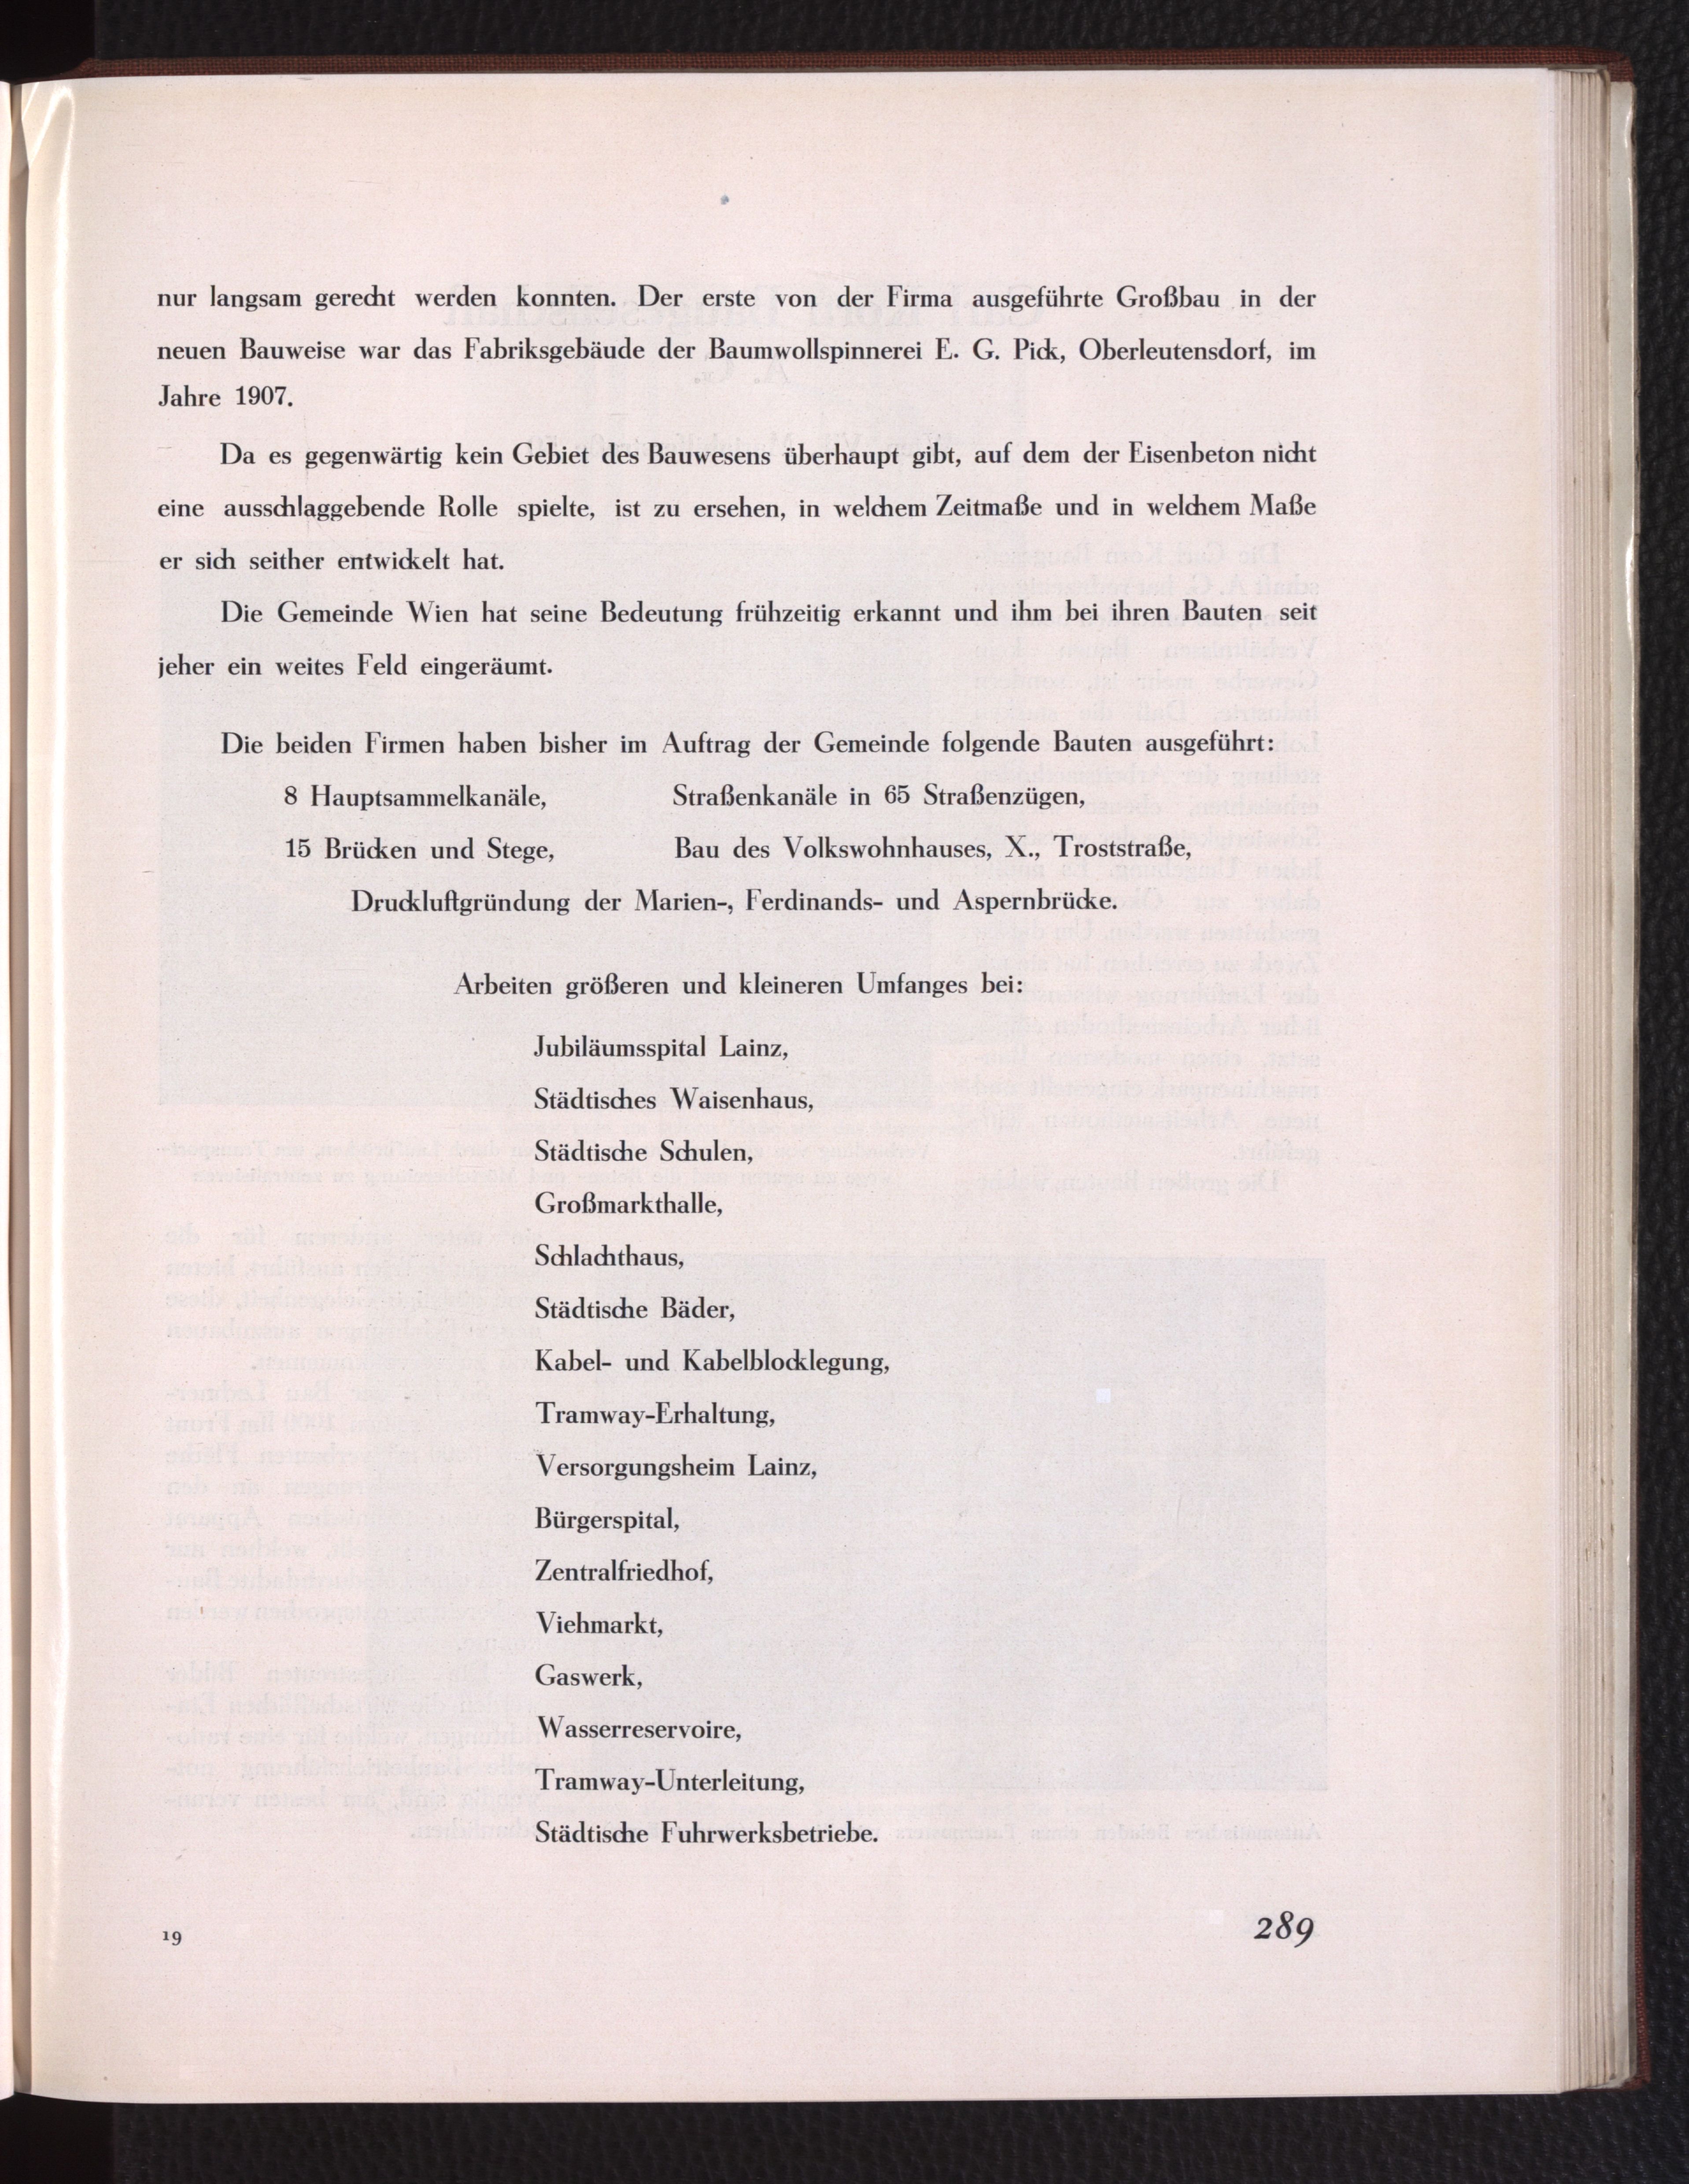 nur langsam gerecht werden konnten. Der erste von der Firma ausgeführte Großbau in der
neuen Bauweise war das Fabriksgebäude der Baumwollspinnerei E. G. Pick, Oberleutensdorf, im
Jahre 1907.
Da es gegenwärtig kein Gebiet des Bauwesens überhaupt gibt, auf dem der Eisenbeton nicht
eine ausschlaggebende Rolle spielte, ist zu ersehen, in welchem Zeitmaße und in welchem Maße
er sich seither entwickelt hat.
Die Gemeinde Wien hat seine Bedeutung frühzeitig erkannt und ihm bei ihren Bauten seit
jeher ein weites Feld eingeräumt.
Die beiden Firmen haben bisher im Auftrag der Gemeinde folgende Bauten ausgeführt:
8 Hauptsammelkanäle, Straßenkanäle in 65 Straßenzügen,
15 Brücken und Stege, Bau des Volkswohnhauses, X., Troststraße,
Druckluftgründung der Marien-, Ferdinands- und Aspernbrücke.
Arbeiten größeren und kleineren Umfanges bei:
Jubiläumsspital Lainz,
Städtisches Waisenhaus,
Städtische Schulen,
Großmarkthalle,
Schlachthaus,
Städtische Bäder,
Kabel- und Kabelblocklegung,
Tramway-Erhaltung,
Versorgungsheim Lainz,
Bürgerspital,
Zentralfriedhof,
Viehmarkt,
Gaswerk,
Wasserreservoire,
Tramway-Unterleitung,
Städtische Fuhrwerksbetriebe.
19 289